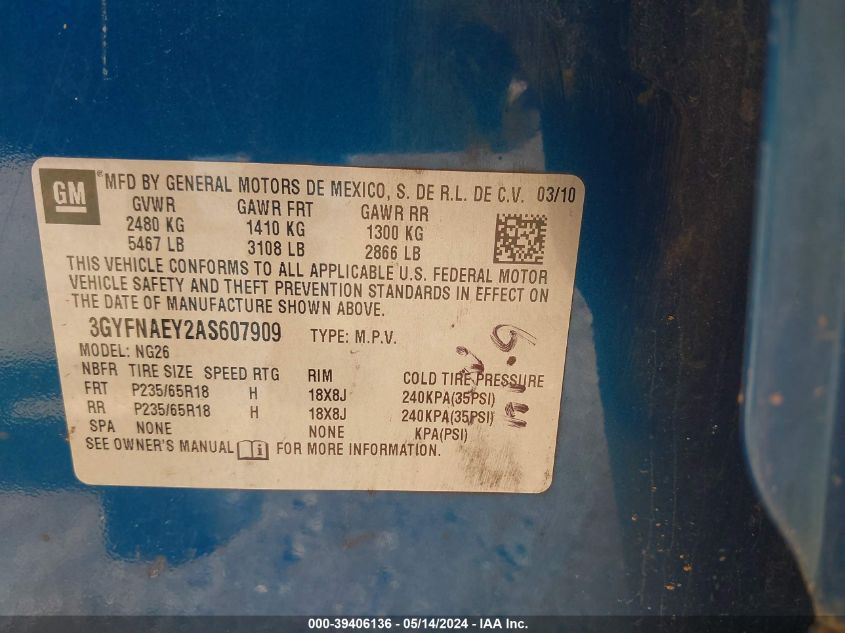 GM ® MFD BY GENERAL MOTORS DE MEXICO, S. DE R.L. DE C.V. 03/10
GVWR GAWR FRT GAWR RR
2480 KG 1410 KG 1300 KG
5467 LB 3108 LB 2866 LB
THIS VEHICLE CONFORMS TO ALL APPLICABLE U.S. FEDERAL MOTOR
VEHICLE SAFETY AND THEFT PREVENTION STANDARDS IN EFFECT ON
THE DATE OF MANUFACTURE SHOWN ABOVE.
3GYFNAEY2AS607909 TYPE: M.P.V.
MODEL: NG26
NBFR TIRE SIZE SPEED RTG RIM COLD TIRE PRESSURE
FRT P235/65R18 H 18X8J 240KPA(35PSI)
RR P235/65R18 H 18X8J 240KPA(35PSI)
SPA NONE NONE KPA(PSI)
SEE OWNER'S MANUAL FOR MORE INFORMATION.
000-39406136 - 05/14/2024 - IAA Inc.